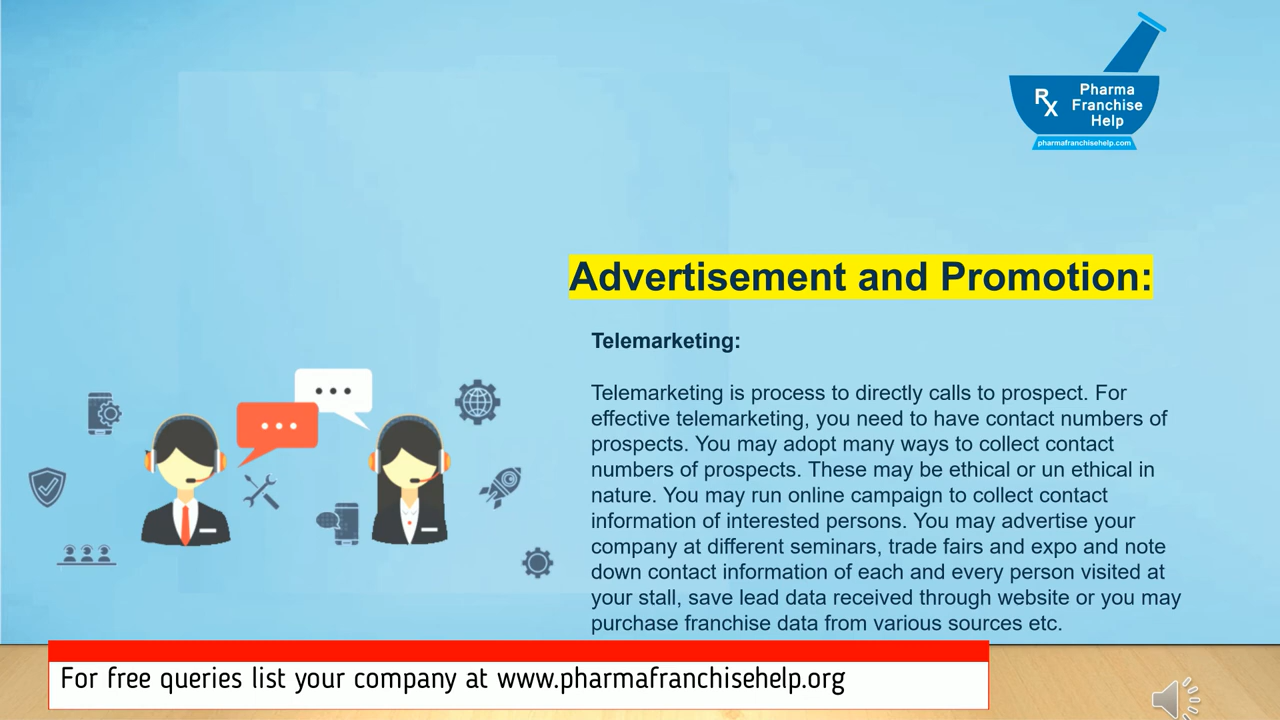 Rx
Pharma
Franchise
Help
pharmafranchisehelp.com
Advertisement and Promotion:
Telemarketing:
Telemarketing is process to directly calls to prospect. For
effective telemarketing, you need to have contact numbers of
prospects. You may adopt many ways to collect contact
numbers of prospects. These may be ethical or un ethical in
nature. You may run online campaign to collect contact
information of interested persons. You may advertise your
company at different seminars, trade fairs and expo and note
down contact information of each and every person visited at
your stall, save lead data received through website or you may
purchase franchise data from various sources etc.
For free queries list your company at www.pharmafranchisehelp.org